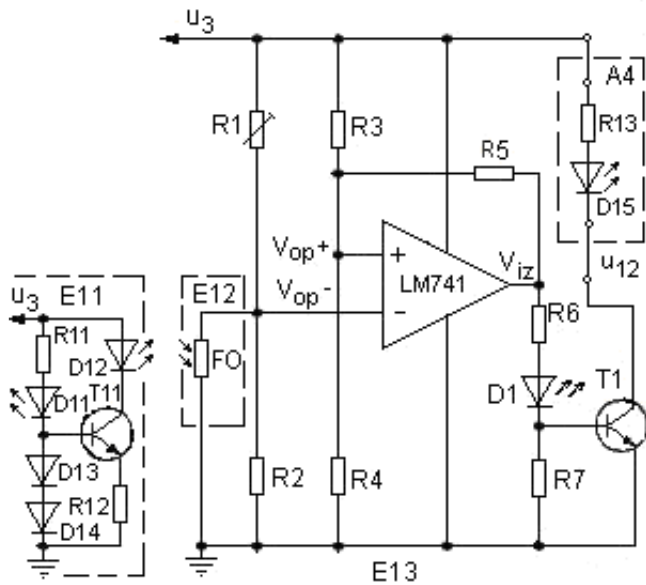 u3
A4
R1
R3
R13
R5
D15
Vop+
+
LM741
Viz
u12
Vop-
-
E11
E12
u3
R11
D12
FO
R6
T11
D11
D1
T1
D13
R2
R4
R7
R12
D14
E13